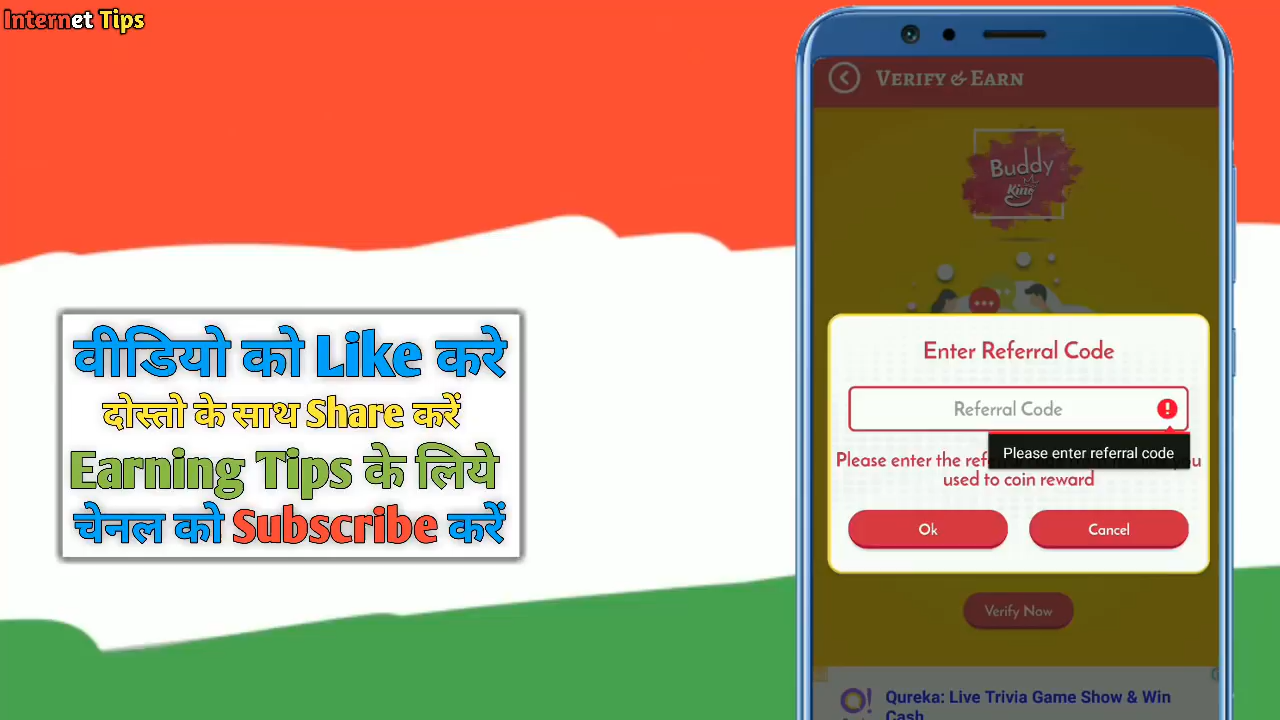 Internet Tips
वीडियो को Like करे
दोस्तो के साथ Share करें
Earning Tips के लिये
चेनल को Subscribe करें
VERIFY & EARN
Buddy
King
Enter Referral Code
Referral Code
Please enter referral code
Please enter the
used to coin reward
Ok
Cancel
Verify Now
Qureka: Live Trivia Game Show & Win
Cash